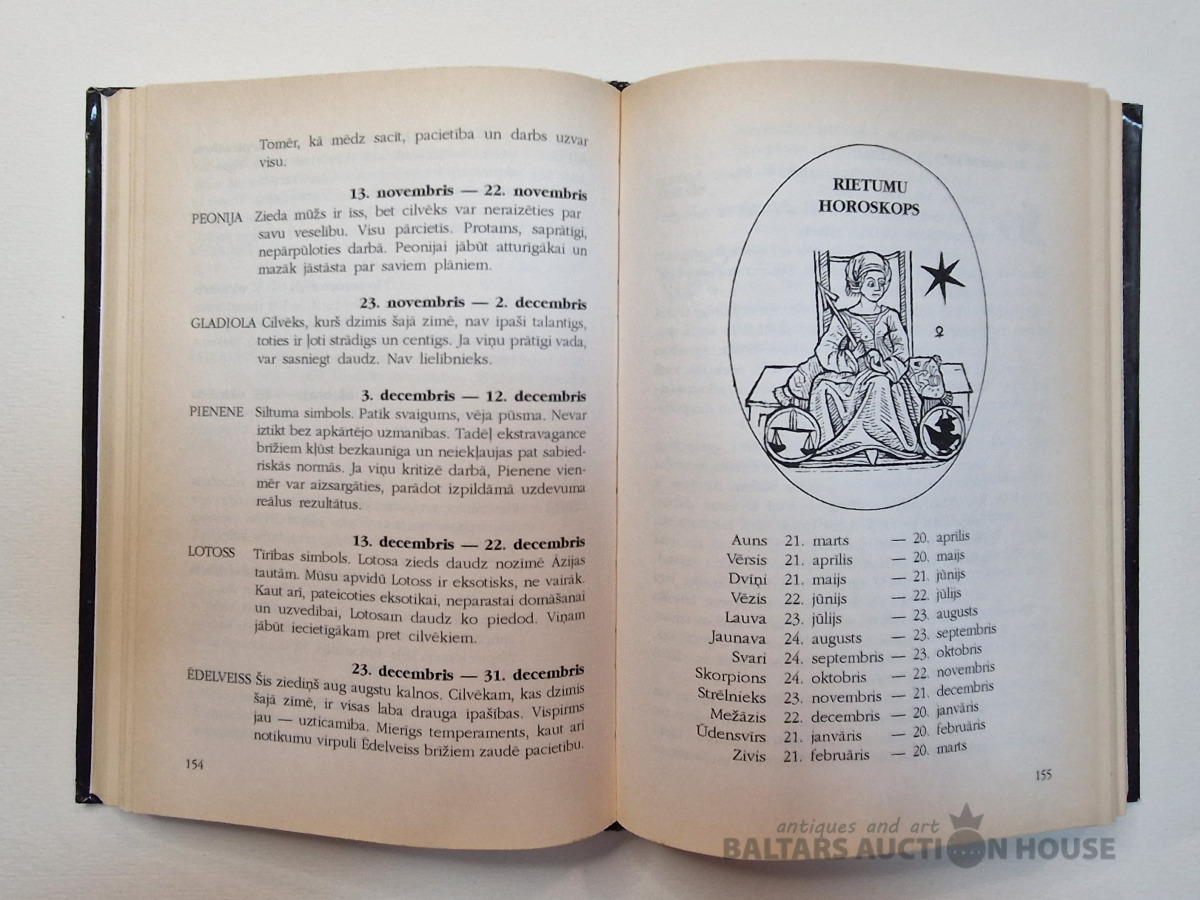 Tomēr, kā mēdz sacīt, pacietība un darbs uzvar
visu.
13. novembris — 22. novembris
PEONIJA Zieda mūžs ir īss, bet cilvēks var neraizēties par
savu veselību. Visu pārcietīs. Protams, saprātīgi,
nepārpūloties darbā. Peonijai jābūt atturīgākai un
mazāk jāstāsta par saviem plāniem.
23. novembris — 2. decembris
GLADIOLA Cilvēks, kurš dzimis šajā zīmē, nav īpaši talantīgs,
toties ir ļoti strādīgs un centīgs. Ja viņu prātīgi vada,
var sasniegt daudz. Nav lielībnieks.
3. decembris — 12. decembris
PIENENE Siltuma simbols. Patīk svaigums, vēja pūsma. Nevar
iztikt bez apkārtējo uzmanības. Tādēļ ekstravagance
brīžiem kļūst bezkaunīga un neiekļaujas pat sabied-
riskās normās. Ja viņu kritizē darbā, Pienene vien-
mēr var aizsargāties, parādot izpildāmā uzdevuma
reālus rezultātus.
13. decembris — 22. decembris
LOTOSS Tīrības simbols. Lotosa zieds daudz nozīmē Āzijas
tautām. Mūsu apvidū Lotoss ir eksotisks, ne vairāk.
Kaut arī, pateicoties eksotikai, neparastai domāšanai
un uzvedībai, Lotosam daudz ko piedod. Viņam
jābūt iecietīgākam pret cilvēkiem.
23. decembris — 31. decembris
ĒDELVEISS Šis ziediņš aug augstu kalnos. Cilvēkam, kas dzimis
šajā zīmē, ir visas laba drauga īpašības. Vispirms
jau — uzticamība. Mierīgs temperaments, kaut arī
notikumu virpulī Ēdelveiss brīžiem zaudē pacietību.
154
RIETUMU
HOROSKOPS
♀
Auns 21. marts — 20. aprīlis
Vērsis 21. aprīlis — 20. maijs
Dvīņi 21. maijs — 21. jūnijs
Vēzis 22. jūnijs — 22. jūlijs
Lauva 23. jūlijs — 23. augusts
Jaunava 24. augusts — 23. septembris
Svari 24. septembris — 23. oktobris
Skorpions 24. oktobris — 22. novembris
Strēlnieks 23. novembris — 21. decembris
Mežāzis 22. decembris — 20. janvāris
Ūdensvīrs 21. janvāris — 20. februāris
Zivis 21. februāris — 20. marts
155
antiques and art
BALTARS AUCTION HOUSE